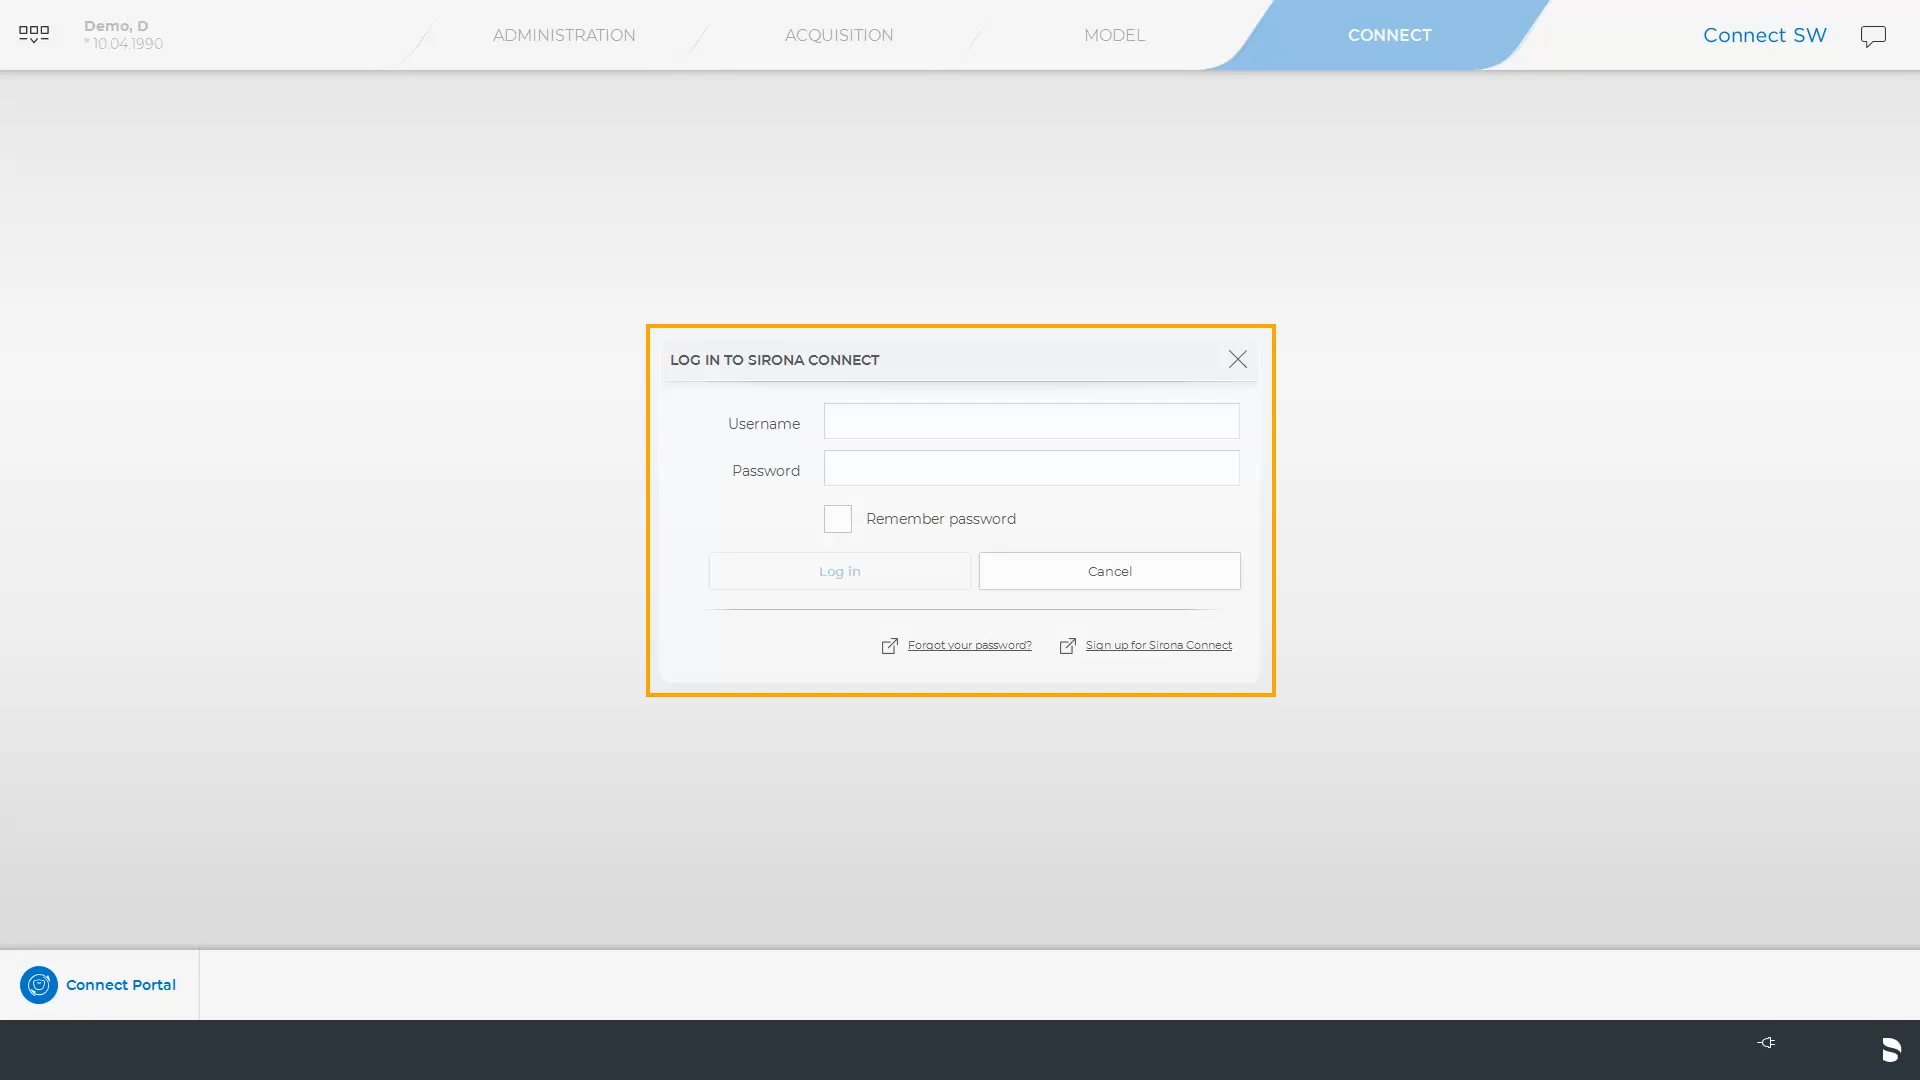 Demo, D
* 10.04.1990
ADMINISTRATION
ACQUISITION
MODEL
CONNECT
Connect SW
LOG IN TO SIRONA CONNECT
Username
Password
Remember password
Log in
Cancel
Forgot your password?
Sign up for Sirona Connect
Connect Portal